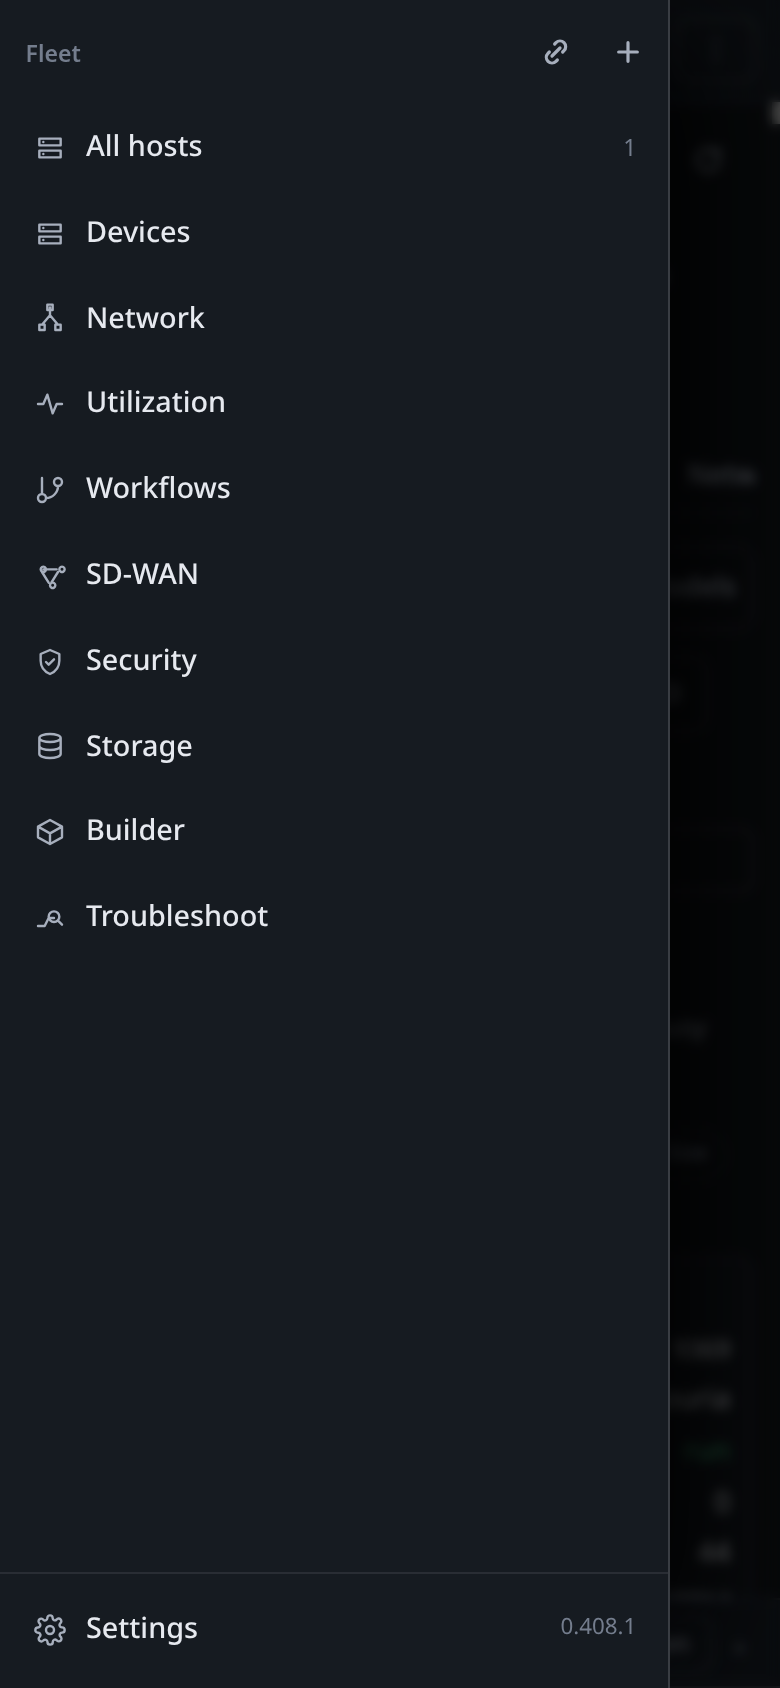 Fleet
All hosts 1
Devices
Network
Utilization
Workflows
SD-WAN
Security
Storage
Builder
Troubleshoot
Settings 0.408.1